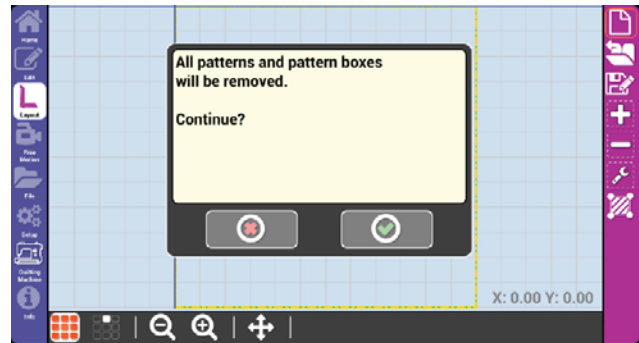 Home
Edit
Layout
Free
Motion
File
Setup
Quilting
Machine
Info
All patterns and pattern boxes
will be removed.
Continue?
X: 0.00 Y: 0.00